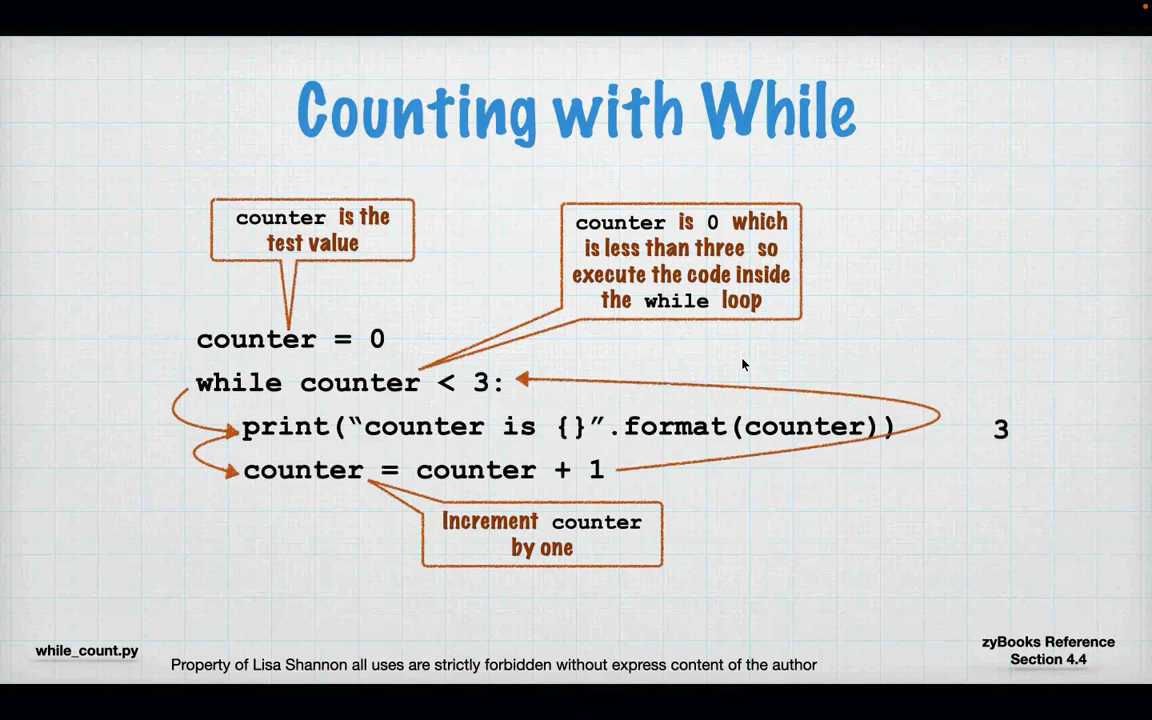 Counting with While
counter is the
test value
counter is 0 which
is less than three so
execute the code inside
the while loop
counter = 0
while counter < 3:
print(“counter is {}”.format(counter))
3
counter = counter + 1
Increment counter
by one
while_count.py
Property of Lisa Shannon all uses are strictly forbidden without express content of the author
zyBooks Reference
Section 4.4